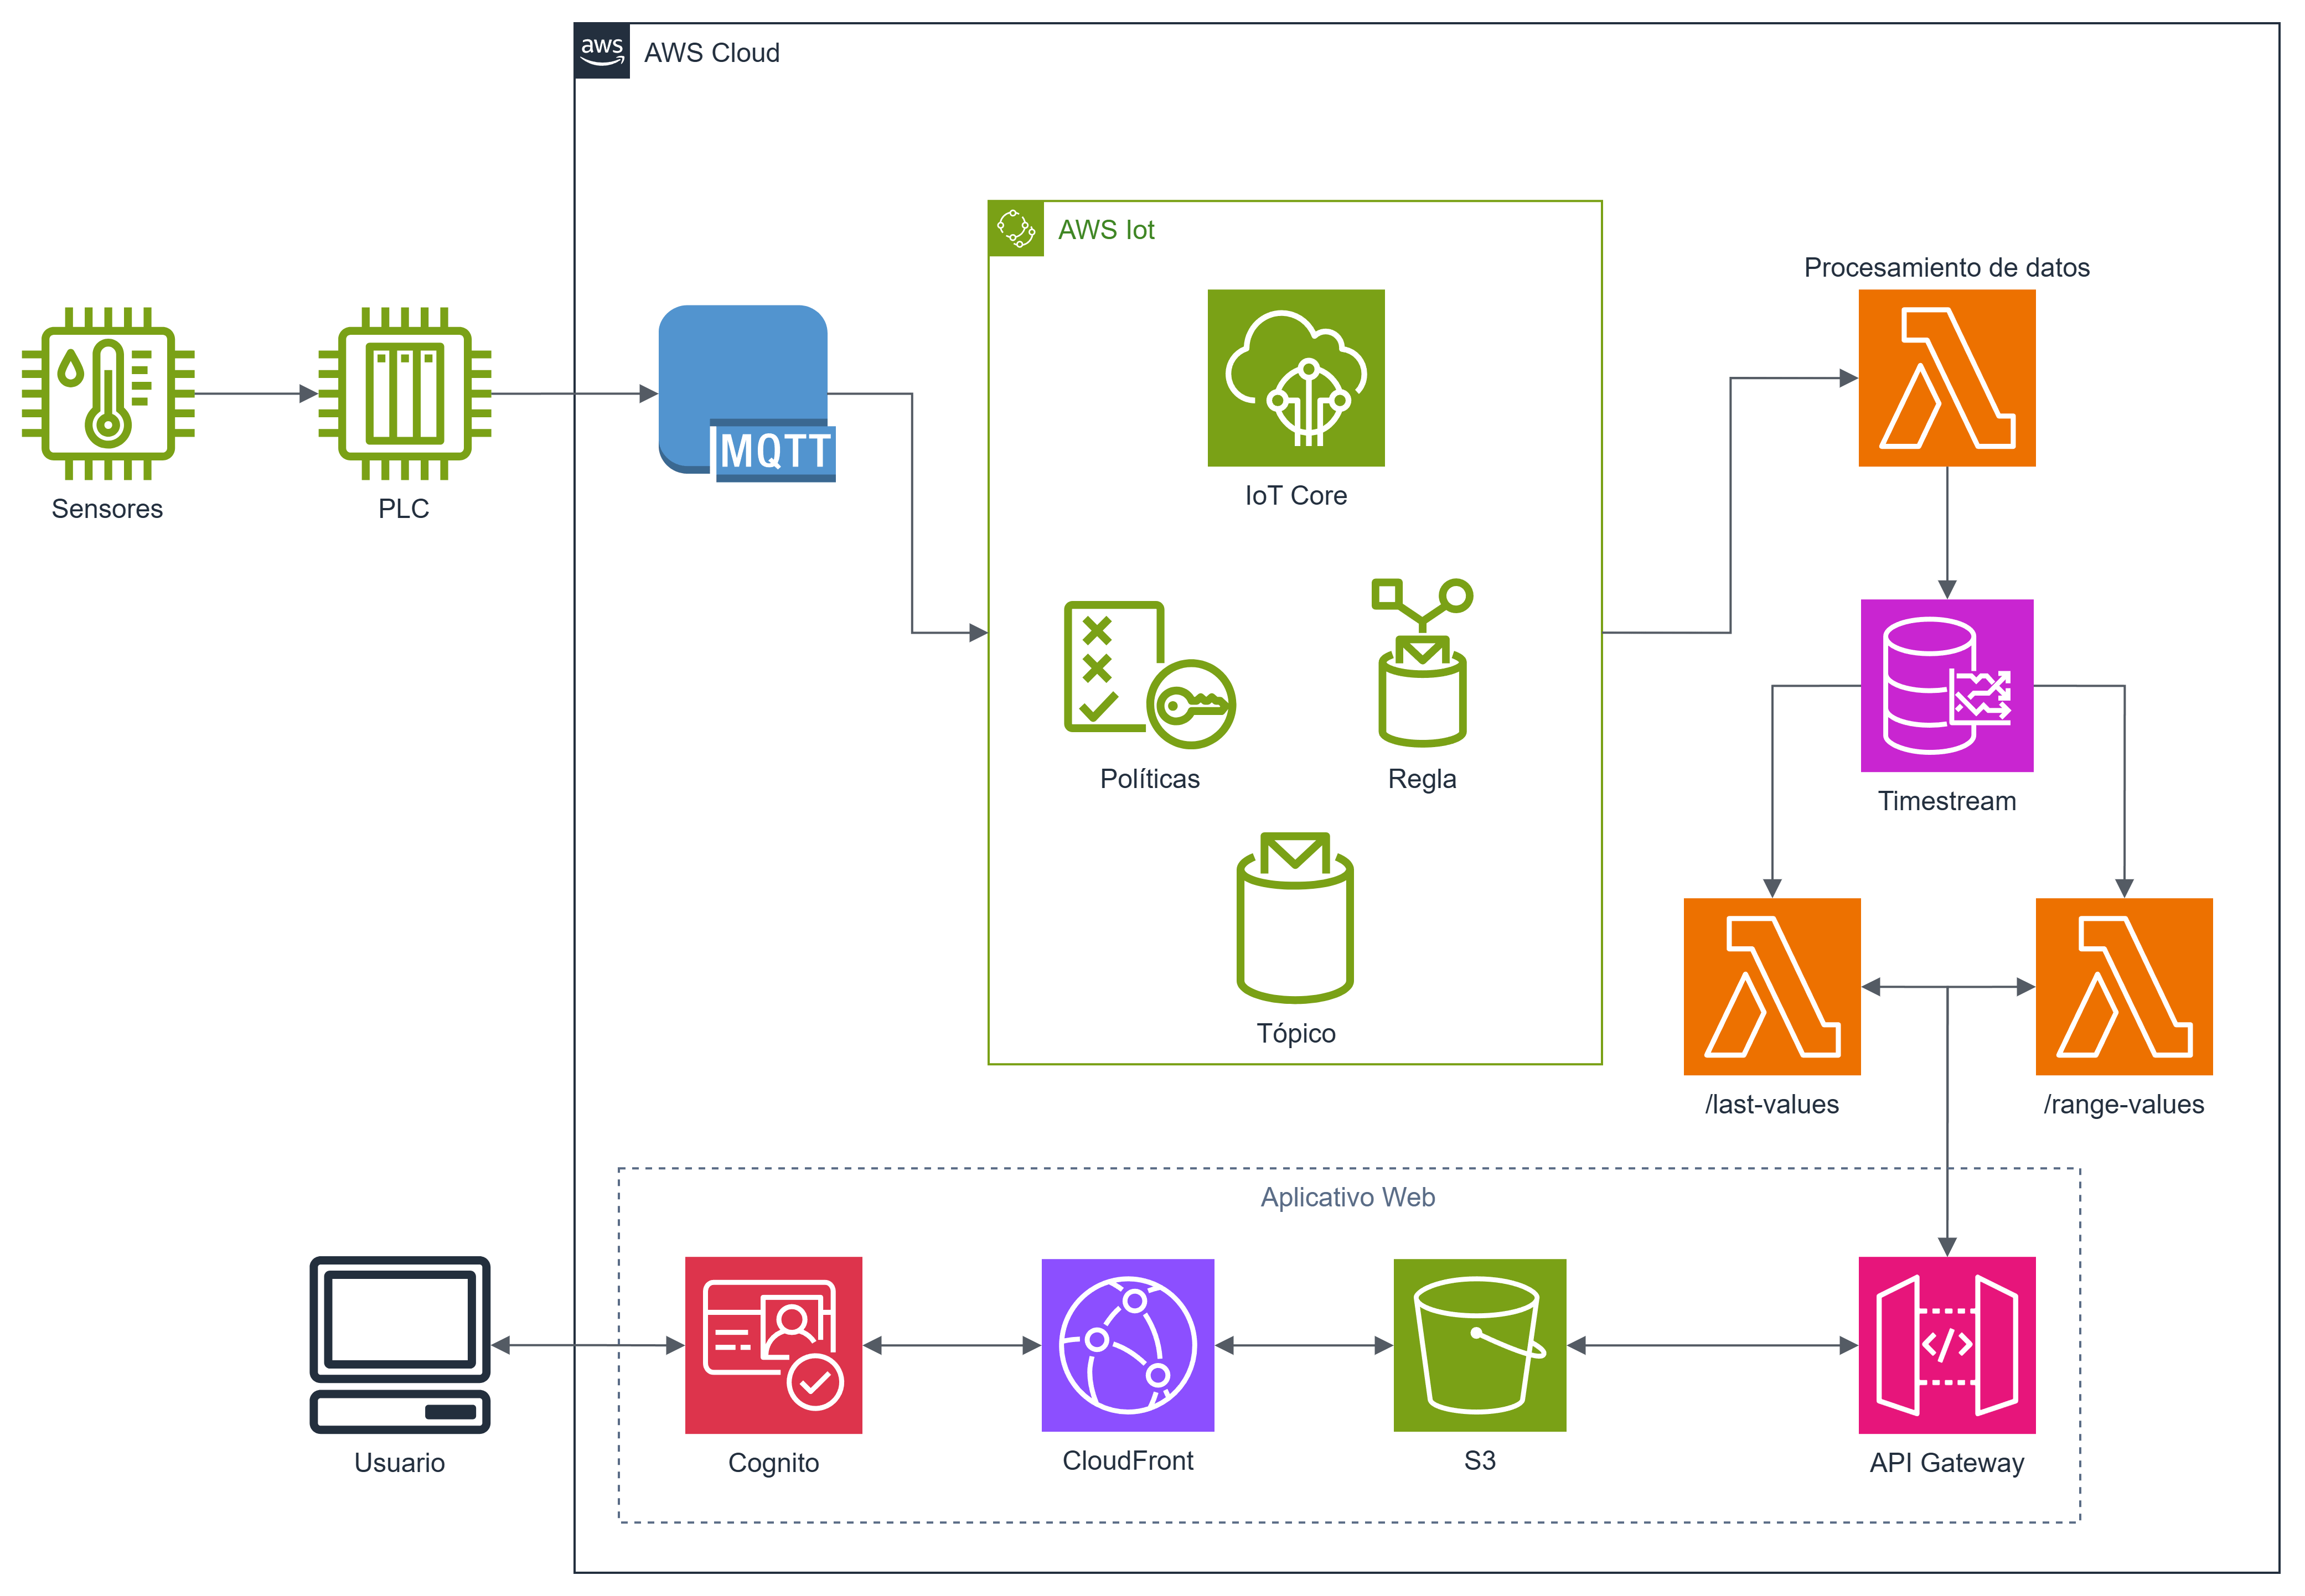 aws
AWS Cloud
AWS Iot
Procesamiento de datos
MQTT
Sensores
PLC
IoT Core
Políticas
Regla
Timestream
Tópico
/last-values
/range-values
Aplicativo Web
Usuario
Cognito
CloudFront
S3
API Gateway